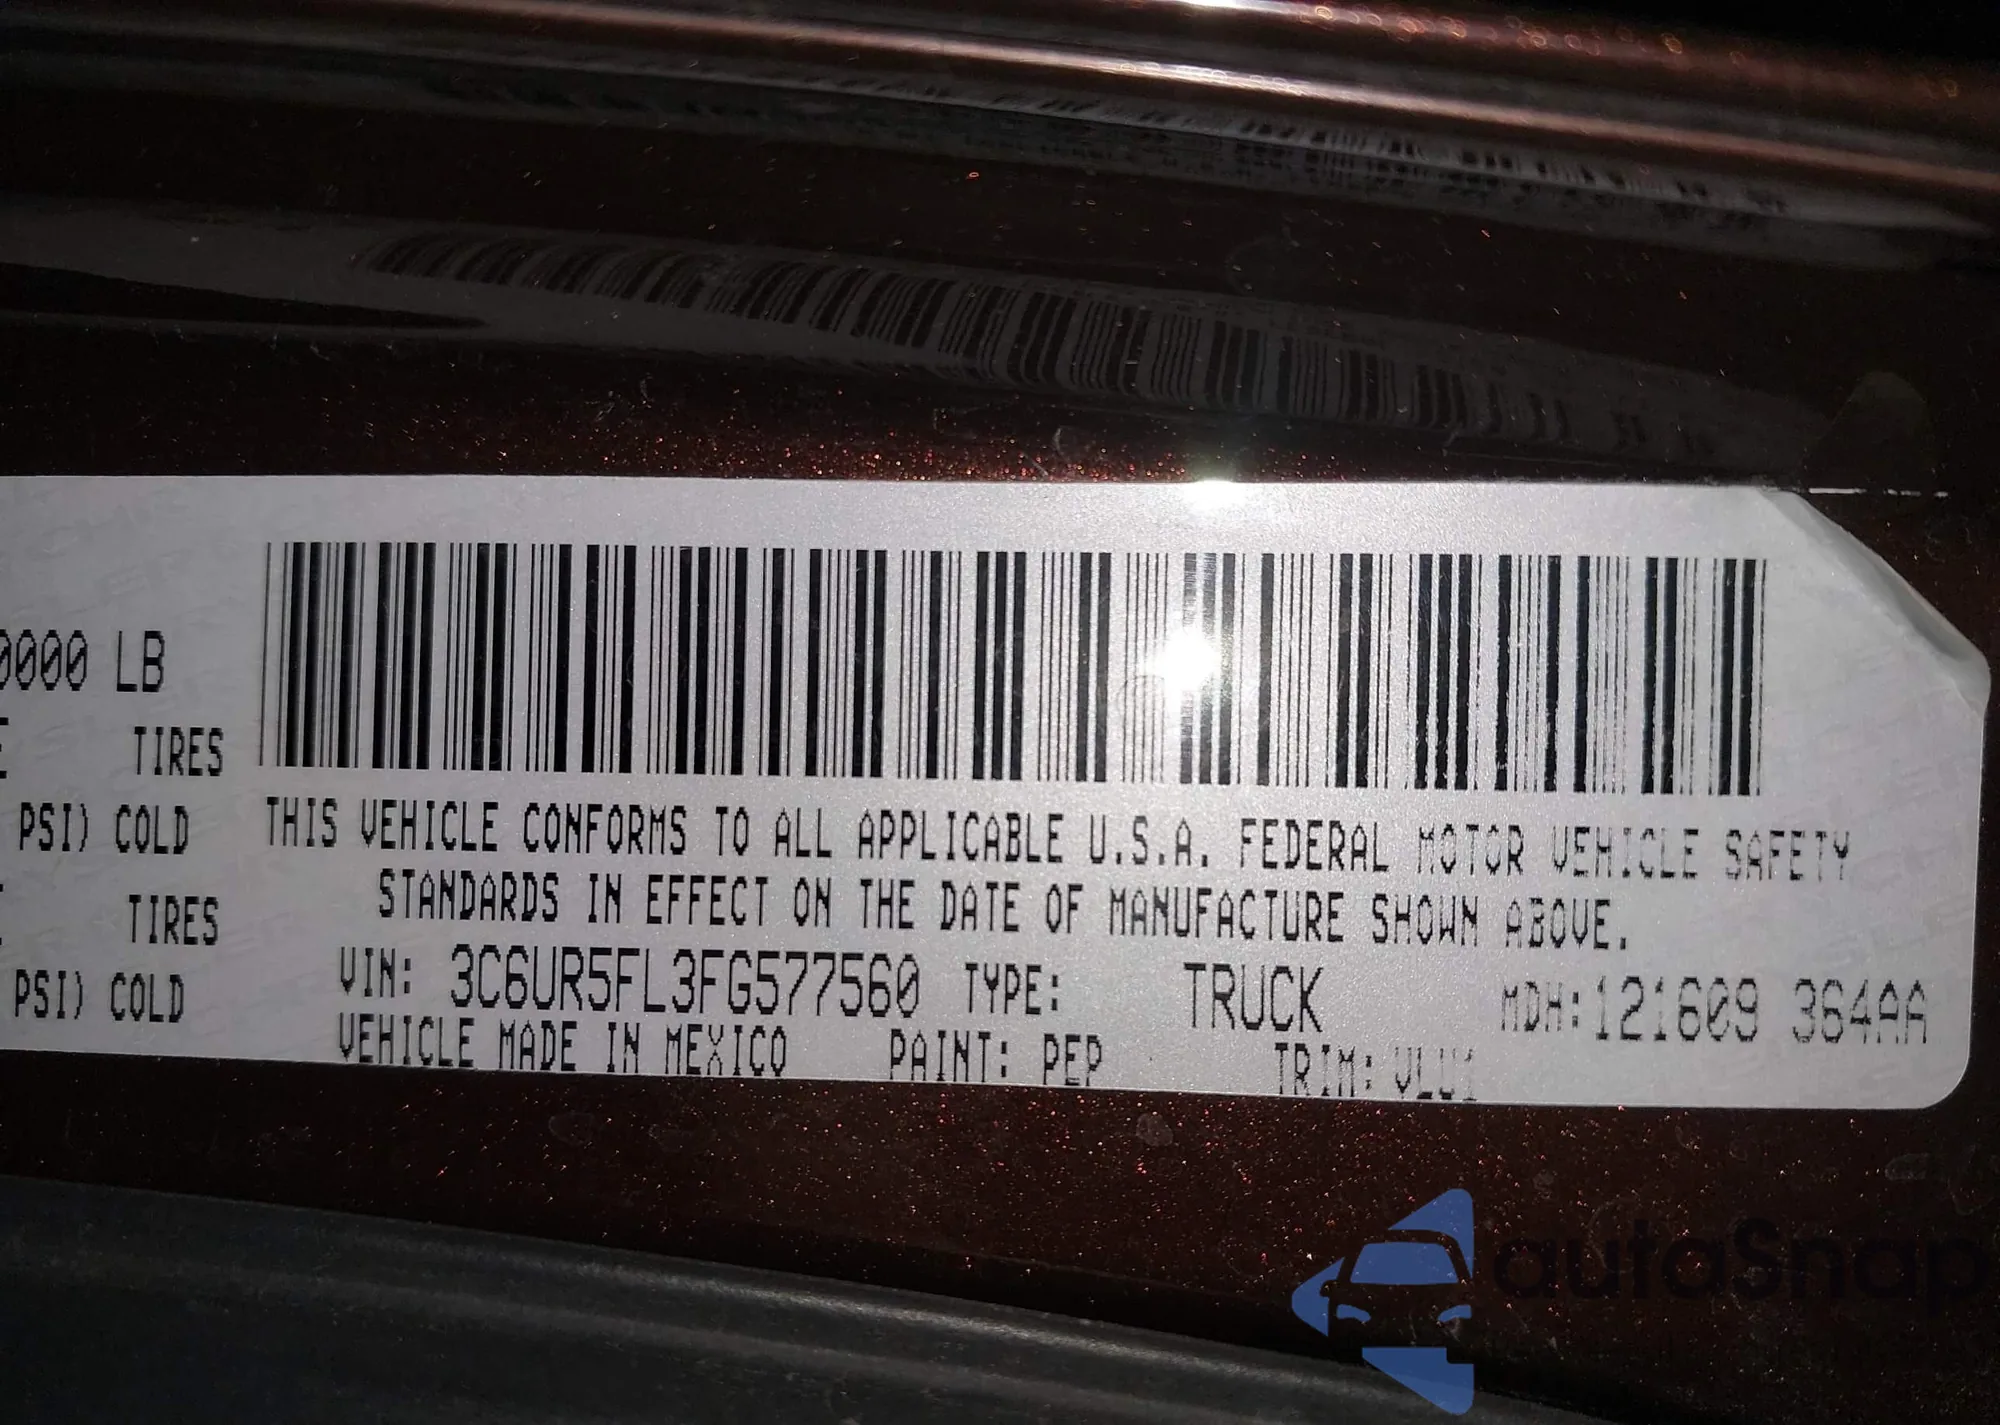 0000 LB
TIRES
PSI) COLD
TIRES
PSI) COLD
THIS VEHICLE CONFORMS TO ALL APPLICABLE U.S.A. FEDERAL MOTOR VEHICLE SAFETY
STANDARDS IN EFFECT ON THE DATE OF MANUFACTURE SHOWN ABOVE.
VIN: 3C6UR5FL3FG577560 TYPE: TRUCK MDH:121609 364AA
VEHICLE MADE IN MEXICO PAINT: PEP TRIM:
autoSnap